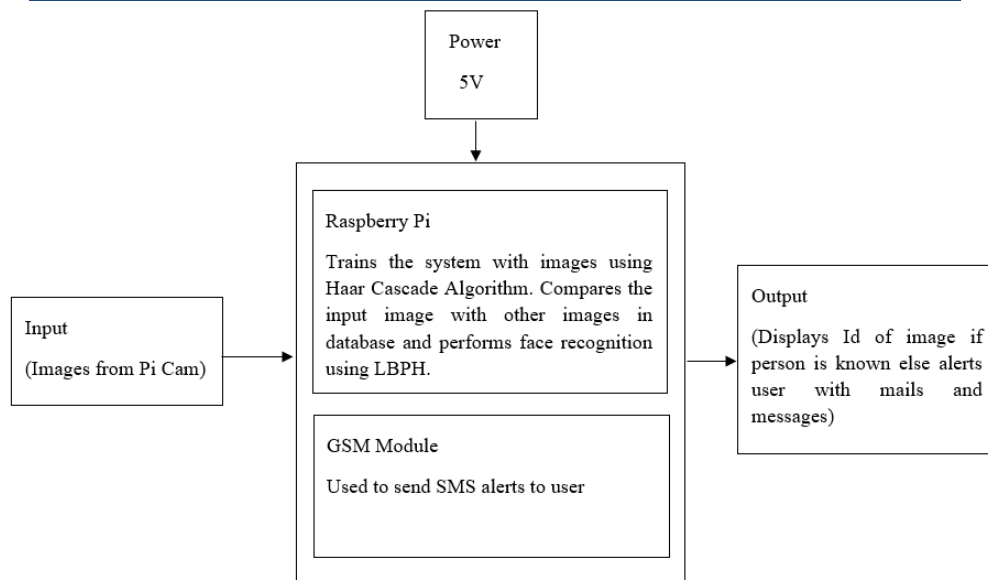 Power
5V
Raspberry Pi
Trains the system with images using
Haar Cascade Algorithm. Compares the
input image with other images in
database and performs face recognition
using LBPH.
Input
(Images from Pi Cam)
Output
(Displays Id of image if
person is known else alerts
user with mails and
messages)
GSM Module
Used to send SMS alerts to user